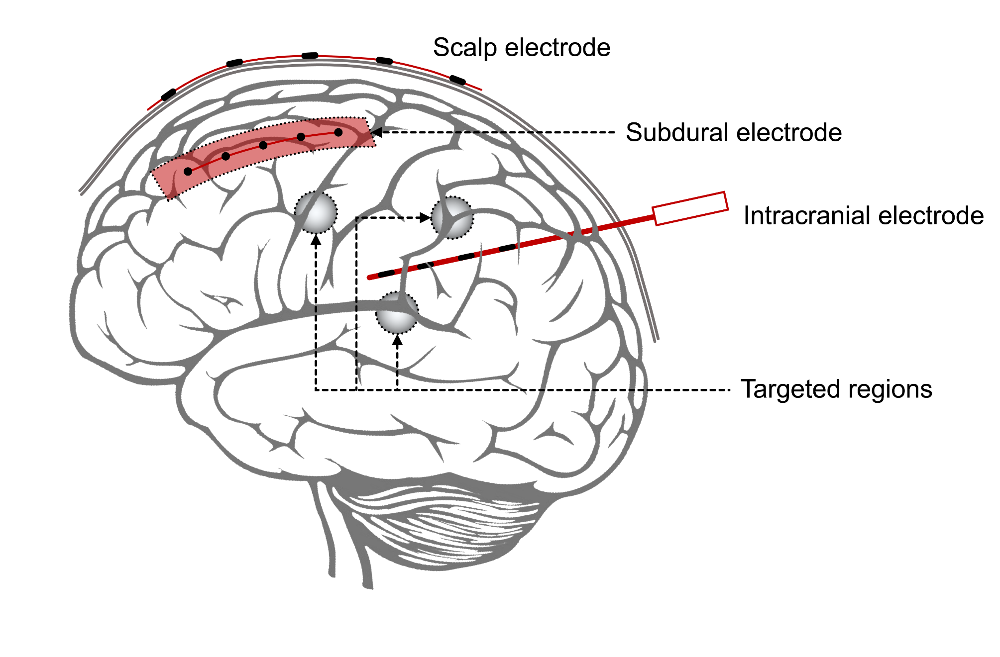 Scalp electrode
Subdural electrode
Intracranial electrode
Targeted regions